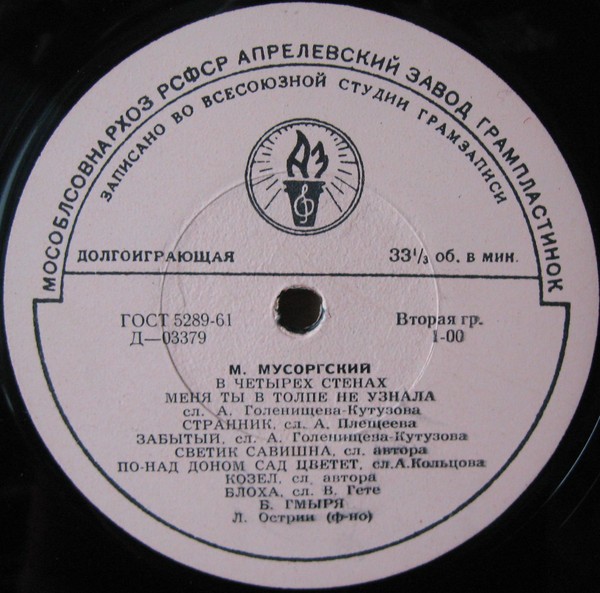 МОСОБЛСОВНАРХОЗ РСФСР АПРЕЛЕВСКИЙ ЗАВОД ГРАМПЛАСТИНОК
ЗАПИСАНО ВО ВСЕСОЮЗНОЙ СТУДИИ ГРАМЗАПИСИ
АЗ
ДОЛГОИГРАЮЩАЯ 33 1/3 об. в мин.
ГОСТ 5289-61 Вторая гр.
Д—03379 1-00
М. МУСОРГСКИЙ
В ЧЕТЫРЕХ СТЕНАХ
МЕНЯ ТЫ В ТОЛПЕ НЕ УЗНАЛА
сл. А. Голенищева-Кутузова
СТРАННИК, сл. А. Плещеева
ЗАБЫТЫЙ, сл. А. Голенищева-Кутузова
СВЕТИК САВИШНА, сл. автора
ПО-НАД ДОНОМ САД ЦВЕТЕТ, сл. А. Кольцова
КОЗЕЛ, сл. автора
БЛОХА, сл. В. Гете
Б. ГМЫРЯ
Л. Острин (ф-но)